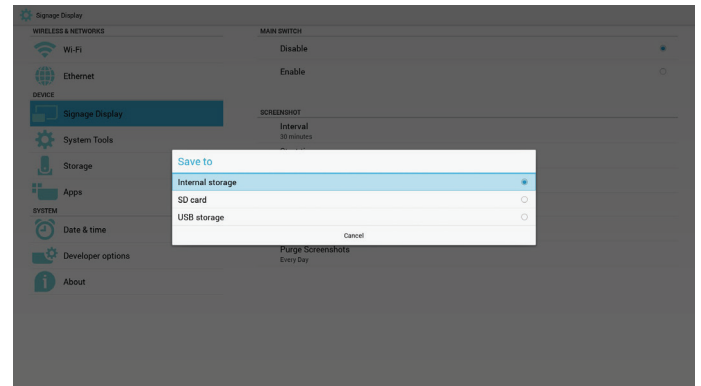 Signage Display
WIRELESS & NETWORKS
Wi-Fi
Ethernet
DEVICE
Signage Display
System Tools
Storage
Apps
SYSTEM
Date & time
Developer options
About
MAIN SWITCH
Disable
Enable
SCREENSHOT
Interval
30 minutes
Save to
Internal storage
SD card
USB storage
Cancel
Purge Screenshots
Every Day